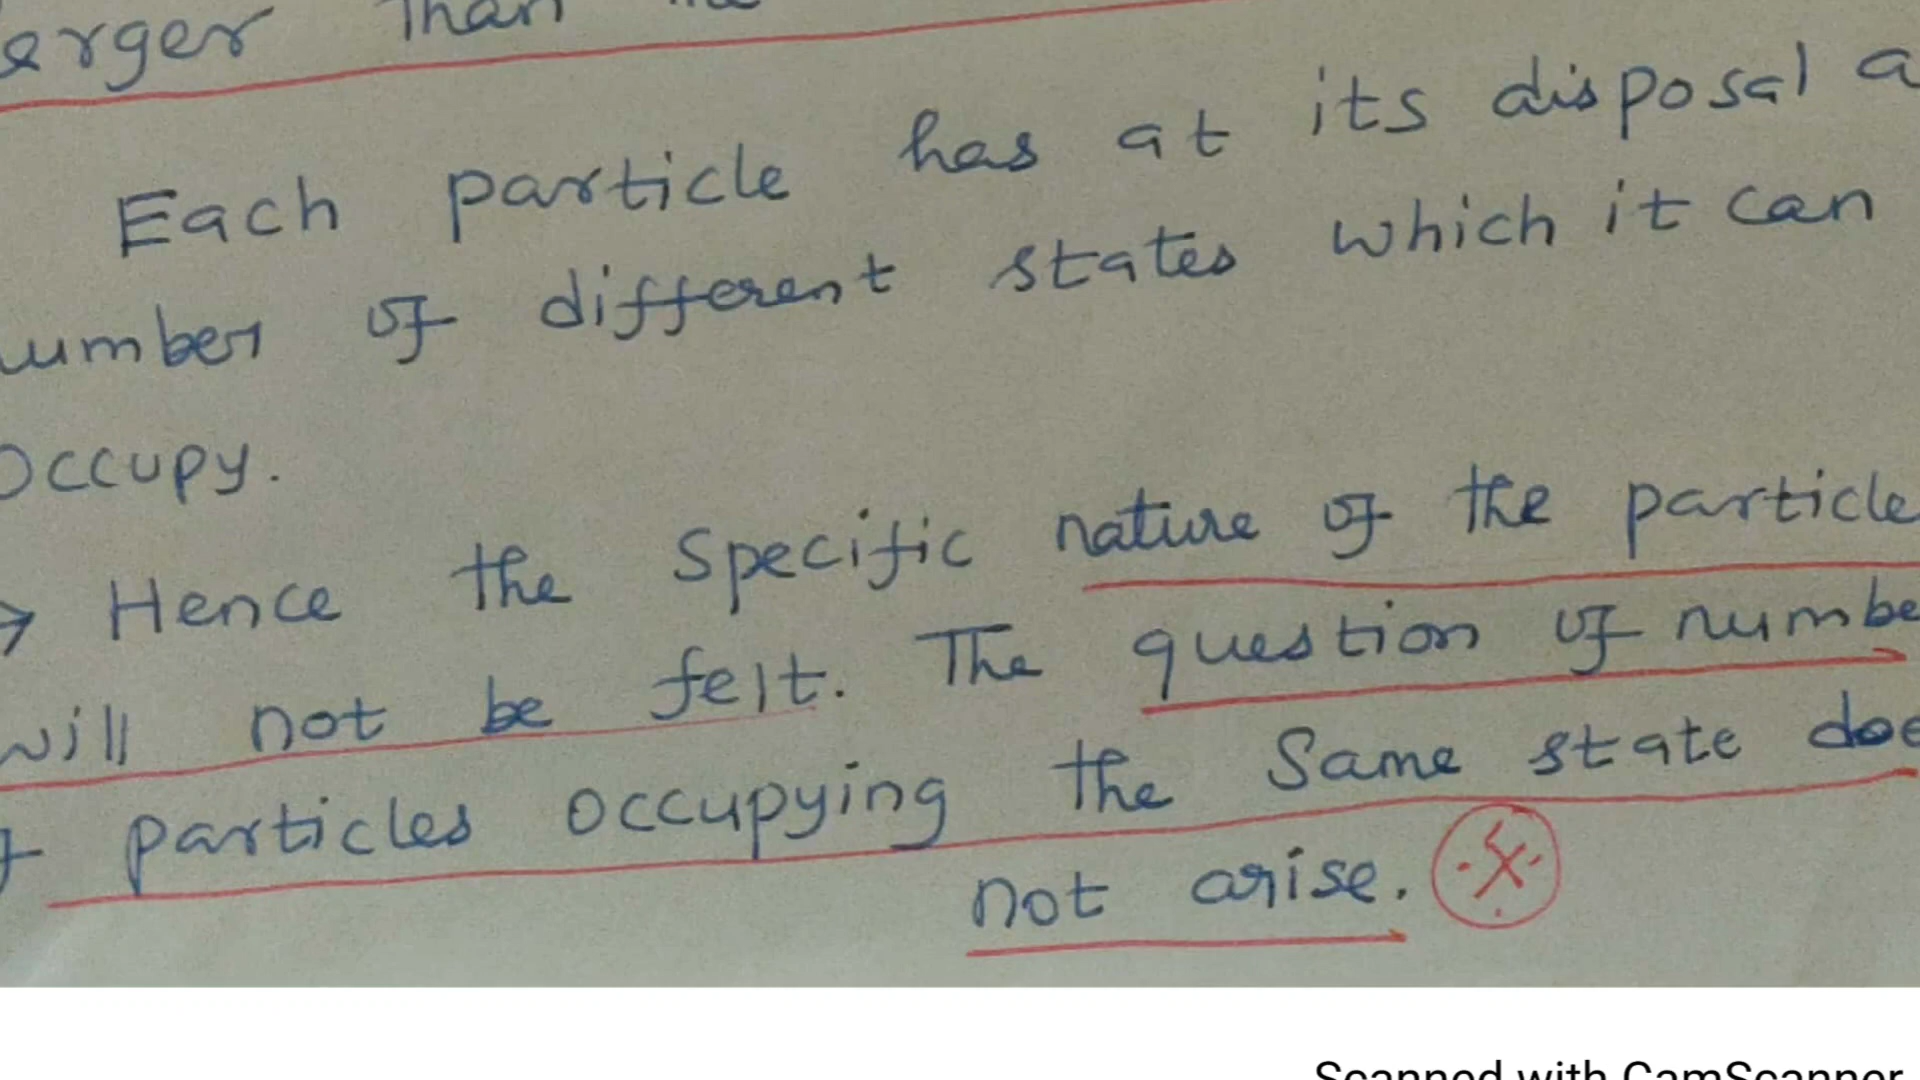 erger than
Each particle has at its disposal a
umber of different states which it can
occupy.
→ Hence the specific nature of the particle
will not be felt. The question of numbe
f particles occupying the same state doe
not arise.
Scanned with CamScanner